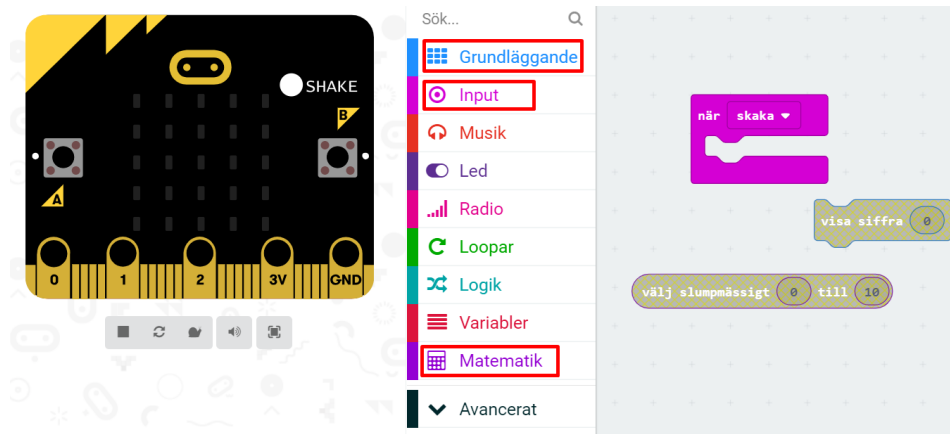 SHAKE
B
A
0 1 2 3V GND
Sök...
Grundläggande
Input
Musik
Led
Radio
Loopar
Logik
Variabler
Matematik
Avancerat
när skaka
visa siffra 0
välj slumpmässigt 0 till 10